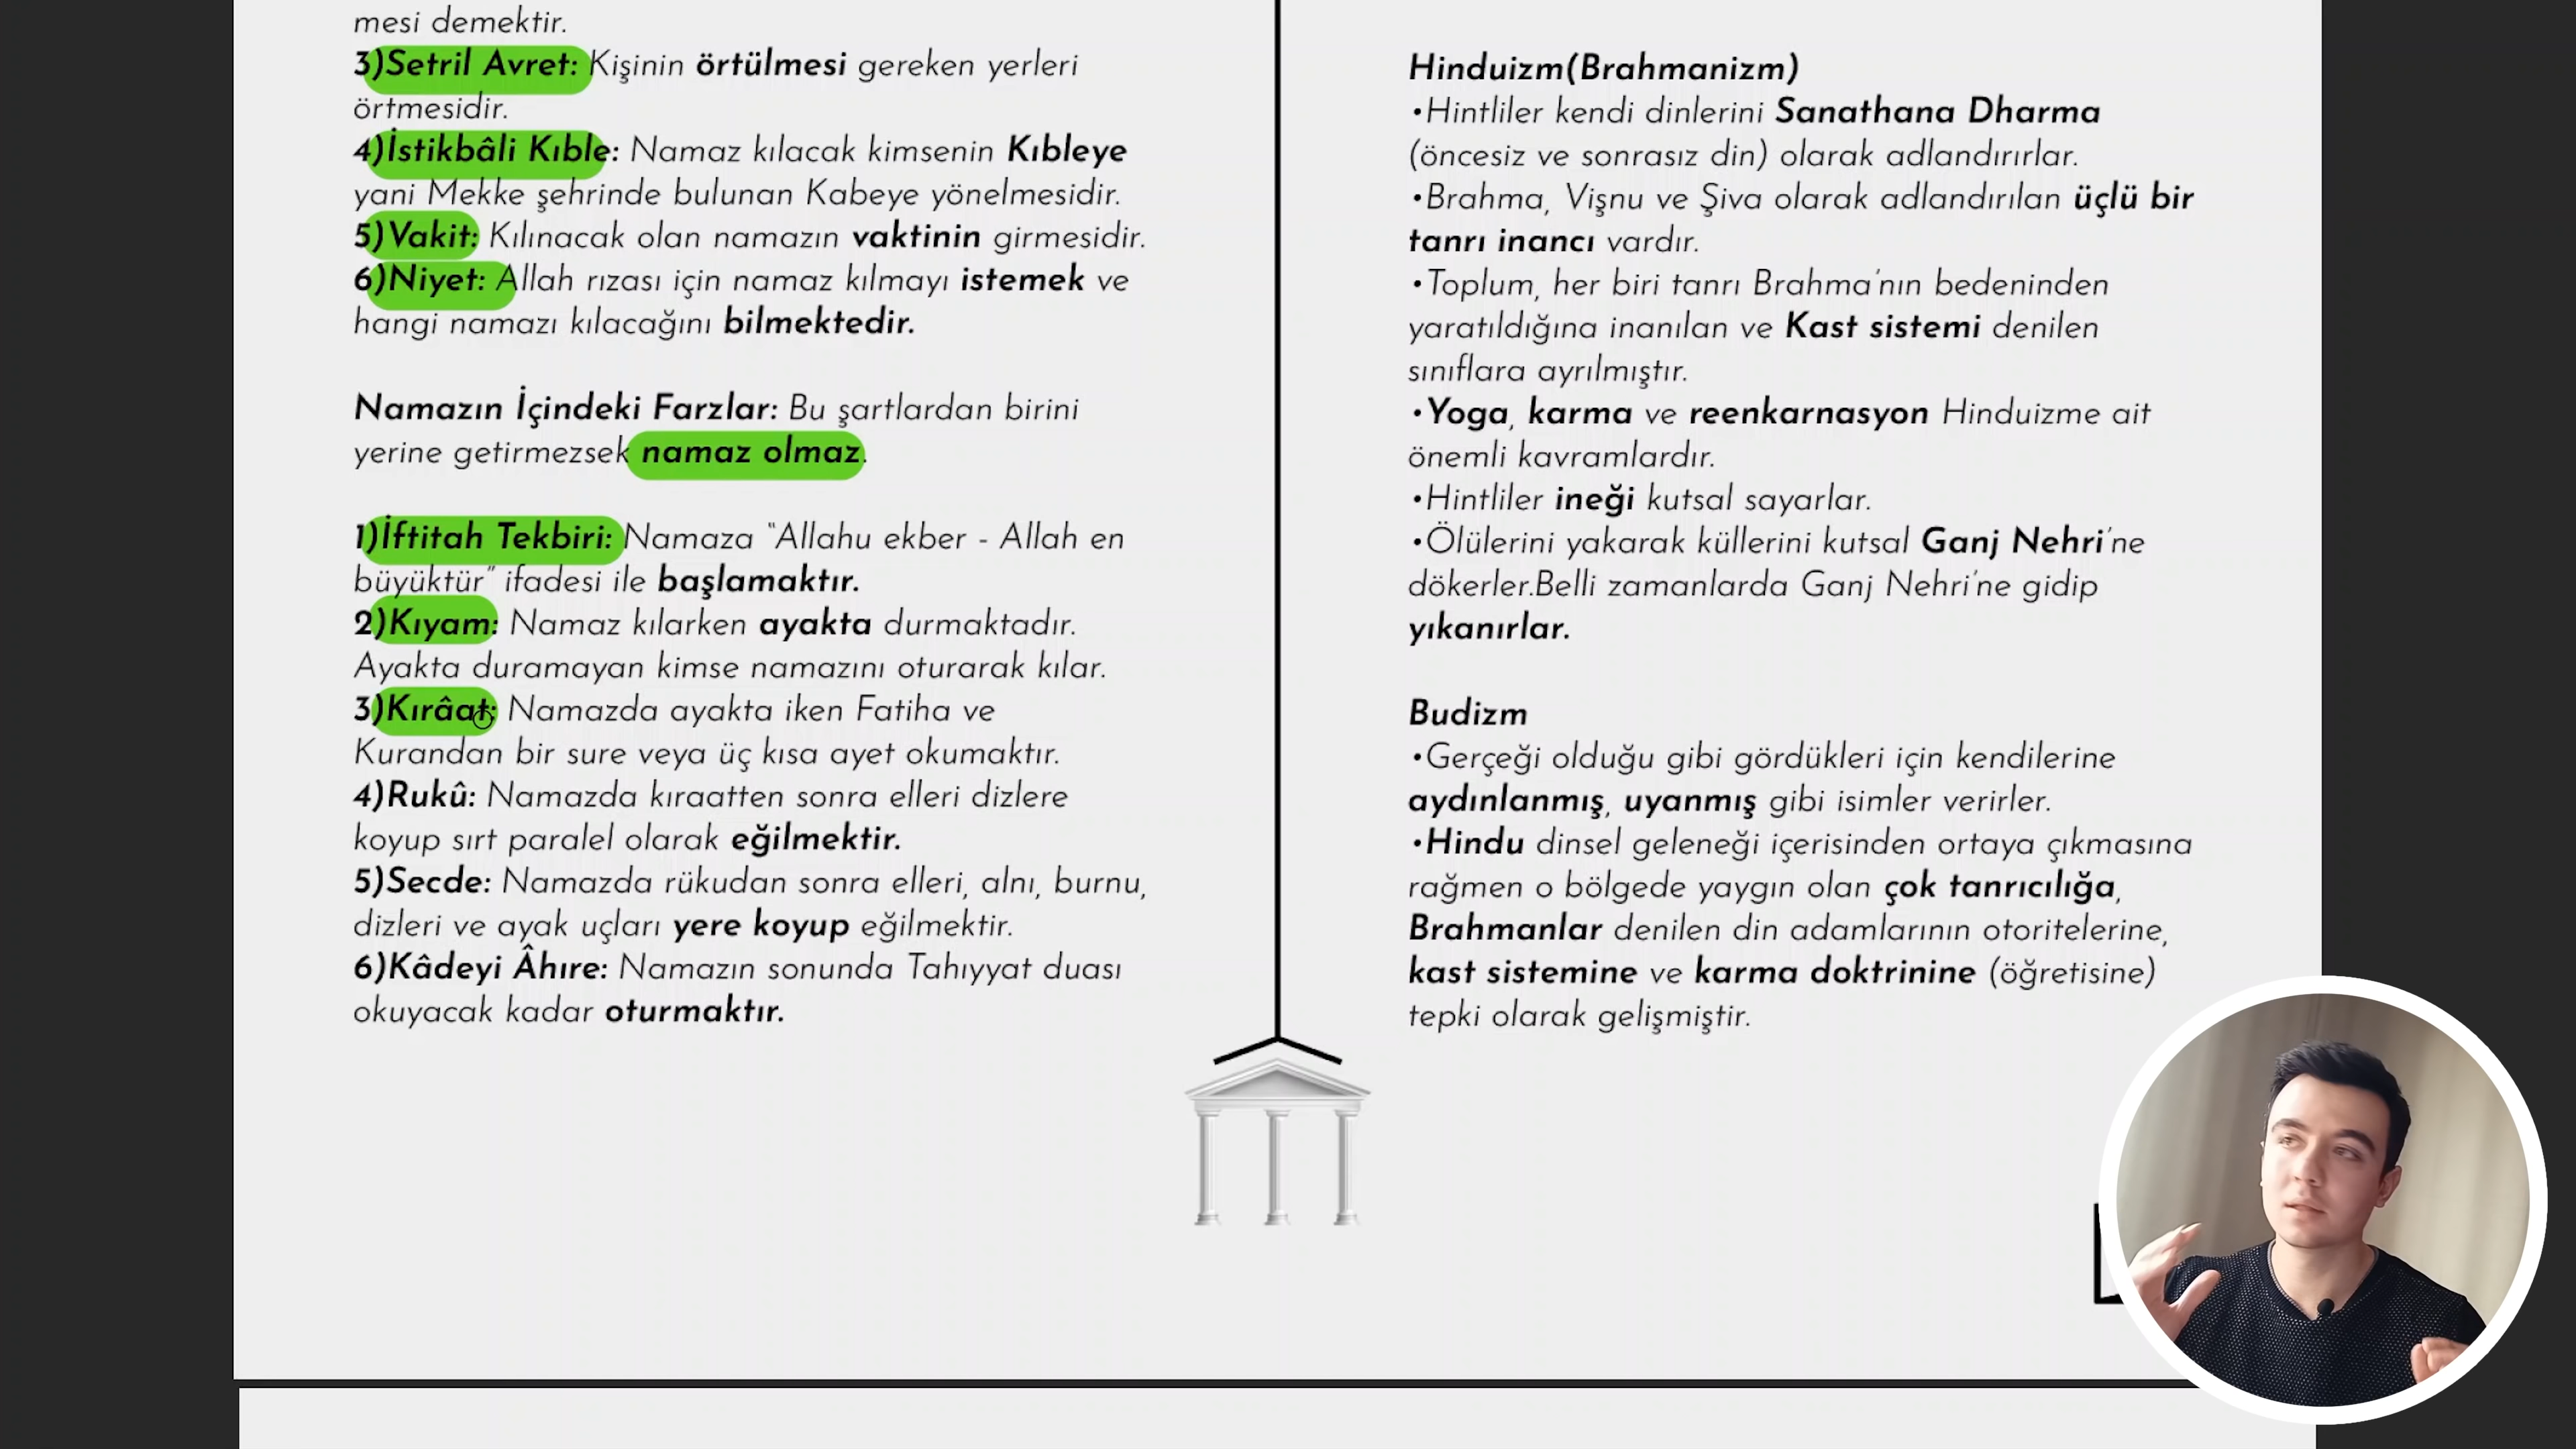 mesi demektir.
3)Setril Avret: Kişinin örtülmesi gereken yerleri
örtmesidir.
4)İstikbâli Kıble: Namaz kılacak kimsenin Kıbleye
yani Mekke şehrinde bulunan Kabeye yönelmesidir.
5)Vakit: Kılınacak olan namazın vaktinin girmesidir.
6)Niyet: Allah rızası için namaz kılmayı istemek ve
hangi namazı kılacağını bilmektedir.
Namazın İçindeki Farzlar: Bu şartlardan birini
yerine getirmezsek namaz olmaz.
1)İftitah Tekbiri: Namaza “Allahu ekber - Allah en
büyüktür” ifadesi ile başlamaktır.
2)Kıyam: Namaz kılarken ayakta durmaktadır.
Ayakta duramayan kimse namazını oturarak kılar.
3)Kırâat: Namazda ayakta iken Fatiha ve
Kurandan bir sure veya üç kısa ayet okumaktır.
4)Rukû: Namazda kıraatten sonra elleri dizlere
koyup sırt paralel olarak eğilmektir.
5)Secde: Namazda rükudan sonra elleri, alnı, burnu,
dizleri ve ayak uçları yere koyup eğilmektir.
6)Kâdeyi Âhıre: Namazın sonunda Tahıyyat duası
okuyacak kadar oturmaktır.
Hinduizm(Brahmanizm)
•Hintliler kendi dinlerini Sanathana Dharma
(öncesiz ve sonrasız din) olarak adlandırırlar.
•Brahma, Vişnu ve Şiva olarak adlandırılan üçlü bir
tanrı inancı vardır.
•Toplum, her biri tanrı Brahma’nın bedeninden
yaratıldığına inanılan ve Kast sistemi denilen
sınıflara ayrılmıştır.
•Yoga, karma ve reenkarnasyon Hinduizme ait
önemli kavramlardır.
•Hintliler ineği kutsal sayarlar.
•Ölülerini yakarak küllerini kutsal Ganj Nehri’ne
dökerler.Belli zamanlarda Ganj Nehri’ne gidip
yıkanırlar.
Budizm
•Gerçeği olduğu gibi gördükleri için kendilerine
aydınlanmış, uyanmış gibi isimler verirler.
•Hindu dinsel geleneği içerisinden ortaya çıkmasına
rağmen o bölgede yaygın olan çok tanrıcılığa,
Brahmanlar denilen din adamlarının otoritelerine,
kast sistemine ve karma doktrinine (öğretisine)
tepki olarak gelişmiştir.